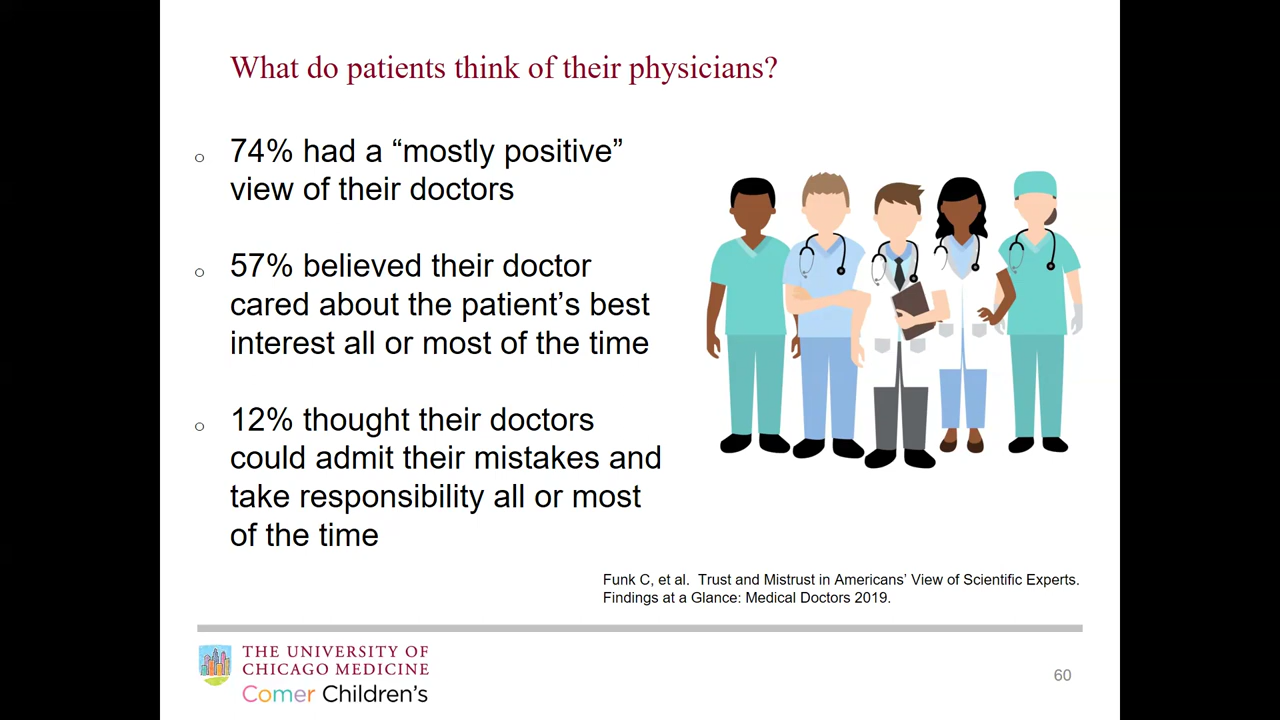 What do patients think of their physicians?
○ 74% had a “mostly positive”
view of their doctors
○ 57% believed their doctor
cared about the patient’s best
interest all or most of the time
○ 12% thought their doctors
could admit their mistakes and
take responsibility all or most
of the time
Funk C, et al. Trust and Mistrust in Americans’ View of Scientific Experts.
Findings at a Glance: Medical Doctors 2019.
THE UNIVERSITY OF
CHICAGO MEDICINE
Comer Children’s
60